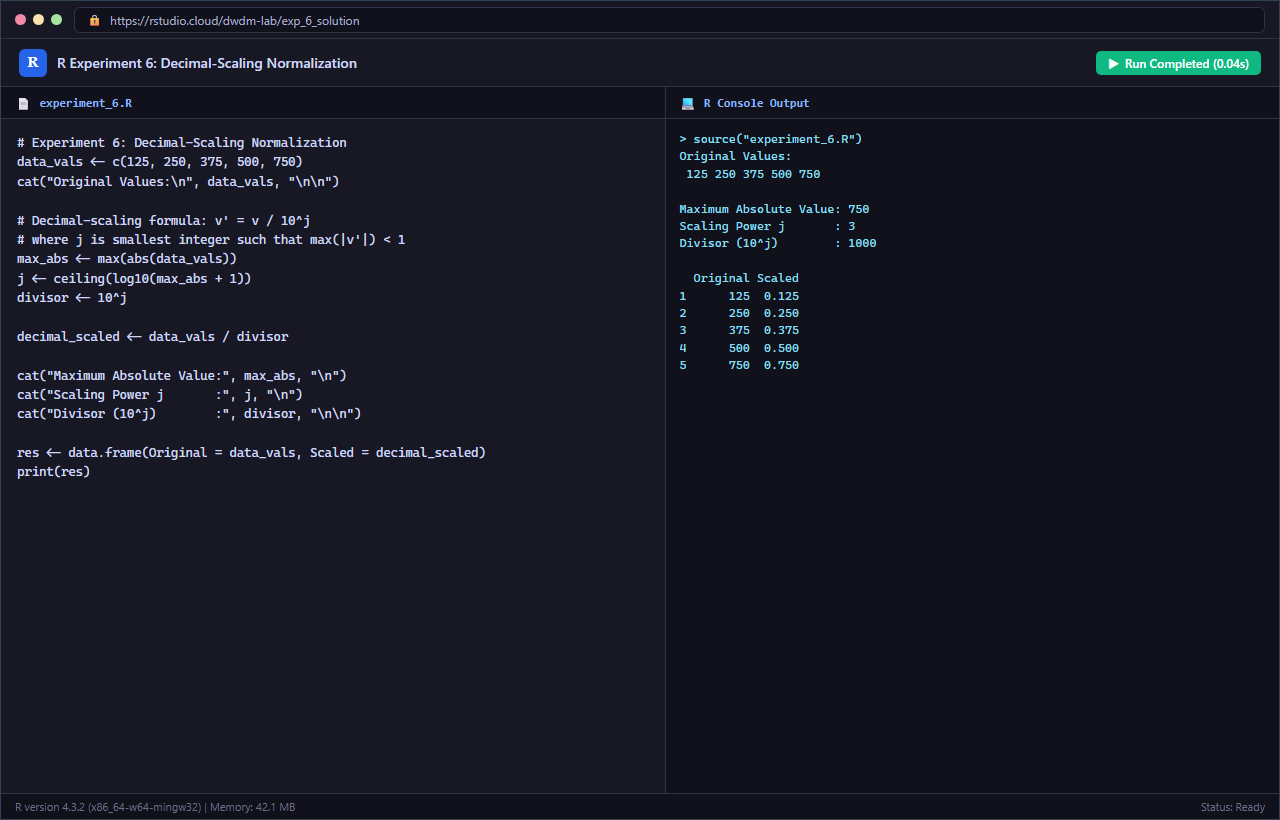 https://rstudio.cloud/dwdm-lab/exp_6_solution
R
R Experiment 6: Decimal-Scaling Normalization
▶ Run Completed (0.04s)
experiment_6.R
# Experiment 6: Decimal-Scaling Normalization
data_vals <- c(125, 250, 375, 500, 750)
cat("Original Values:\n", data_vals, "\n\n")

# Decimal-scaling formula: v' = v / 10^j
# where j is smallest integer such that max(|v'|) < 1
max_abs <- max(abs(data_vals))
j <- ceiling(log10(max_abs + 1))
divisor <- 10^j

decimal_scaled <- data_vals / divisor

cat("Maximum Absolute Value:", max_abs, "\n")
cat("Scaling Power j       :", j, "\n")
cat("Divisor (10^j)        :", divisor, "\n\n")

res <- data.frame(Original = data_vals, Scaled = decimal_scaled)
print(res)
R Console Output
> source("experiment_6.R")
Original Values:
 125 250 375 500 750

Maximum Absolute Value: 750
Scaling Power j       : 3
Divisor (10^j)        : 1000

  Original Scaled
1      125  0.125
2      250  0.250
3      375  0.375
4      500  0.500
5      750  0.750
R version 4.3.2 (x86_64-w64-mingw32) | Memory: 42.1 MB
Status: Ready